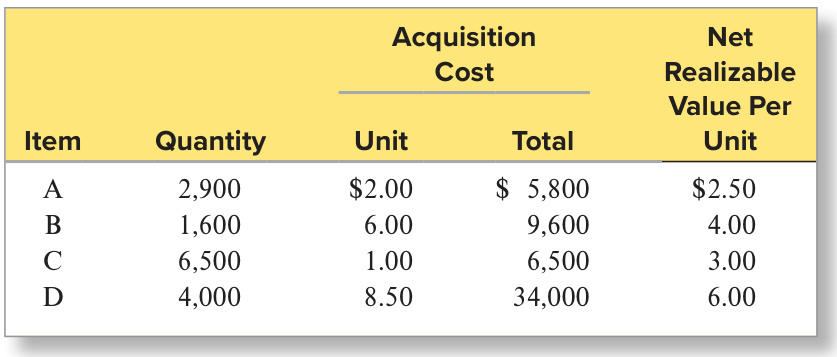 Acquisition Net
Cost Realizable
Value Per
Item Quantity Unit Total Unit
A 2,900 $2.00 $ 5,800 $2.50
B 1,600 6.00 9,600 4.00
C 6,500 1.00 6,500 3.00
D 4,000 8.50 34,000 6.00